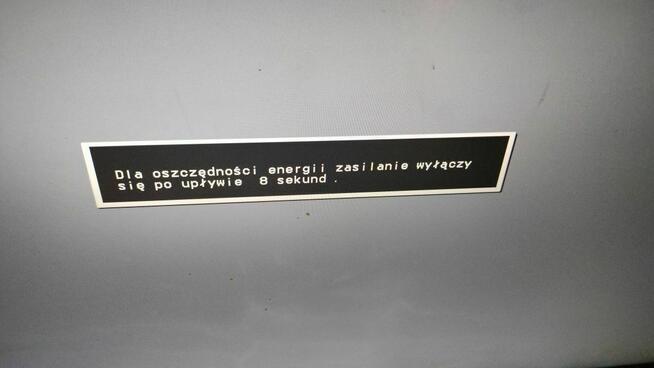 Dla oszczędności energii zasilanie wyłączy
się po upływie 8 sekund .